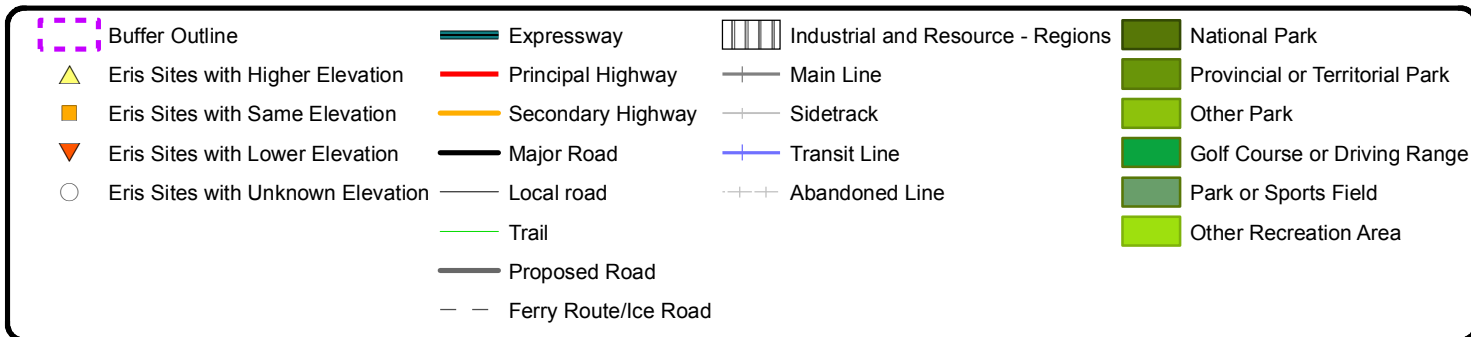 Buffer Outline
Eris Sites with Higher Elevation
Eris Sites with Same Elevation
Eris Sites with Lower Elevation
Eris Sites with Unknown Elevation
Expressway
Principal Highway
Secondary Highway
Major Road
Local road
Trail
Proposed Road
Ferry Route/Ice Road
Industrial and Resource - Regions
Main Line
Sidetrack
Transit Line
Abandoned Line
National Park
Provincial or Territorial Park
Other Park
Golf Course or Driving Range
Park or Sports Field
Other Recreation Area